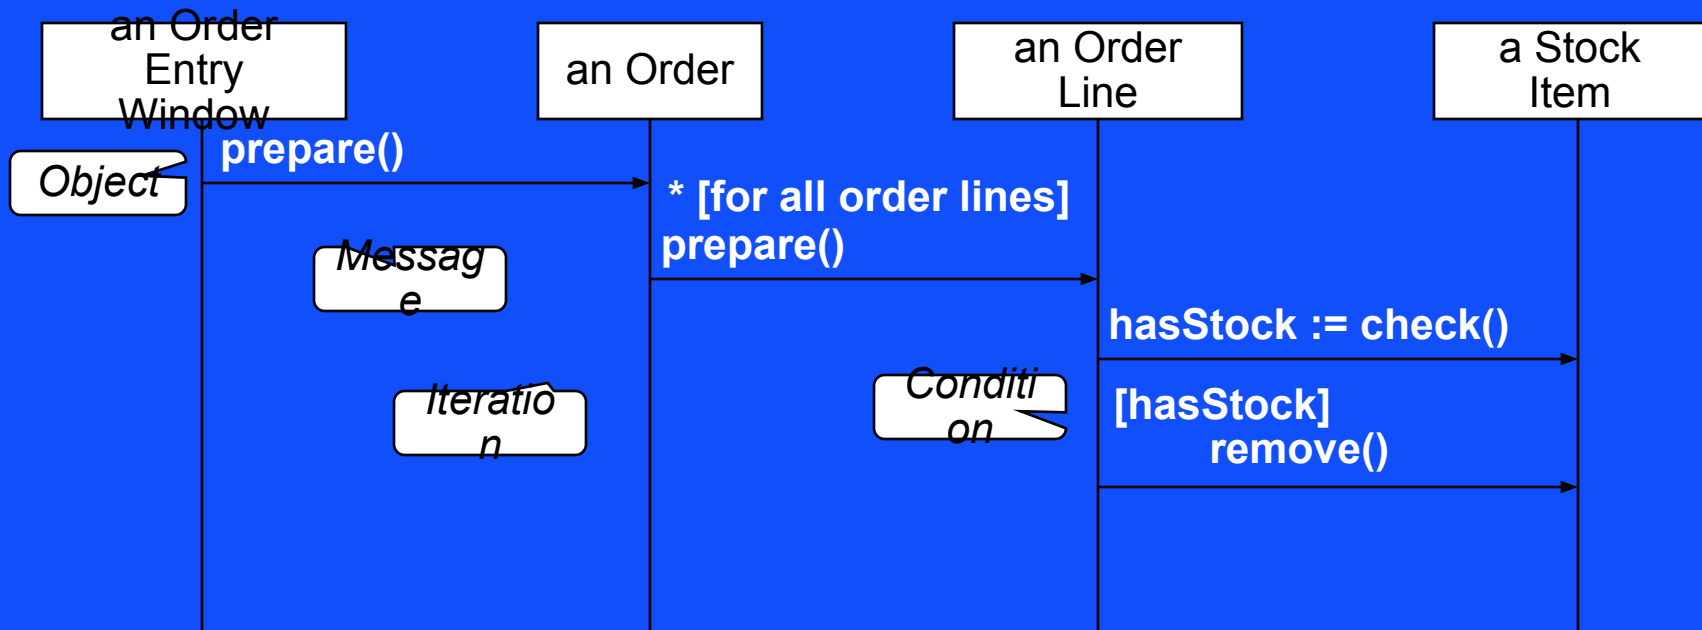 an Order
Entry
Window
an Order
an Order
Line
a Stock
Item
prepare()
Object
* [for all order lines]
prepare()
Messag
e
hasStock := check()
Iteratio
n
Conditi
on
[hasStock]
remove()